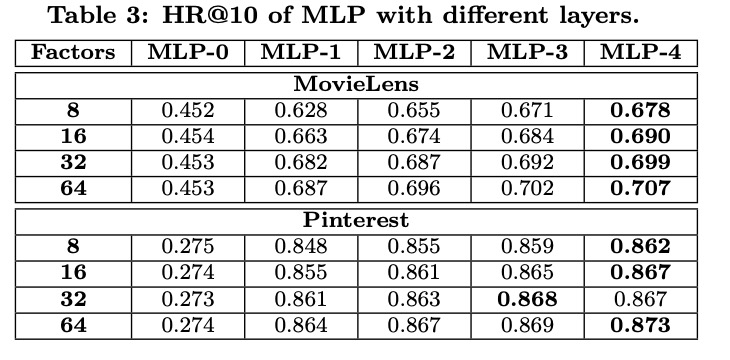 Table 3: HR@10 of MLP with different layers.
Factors MLP-0 MLP-1 MLP-2 MLP-3 MLP-4
MovieLens
8 0.452 0.628 0.655 0.671 0.678
16 0.454 0.663 0.674 0.684 0.690
32 0.453 0.682 0.687 0.692 0.699
64 0.453 0.687 0.696 0.702 0.707
Pinterest
8 0.275 0.848 0.855 0.859 0.862
16 0.274 0.855 0.861 0.865 0.867
32 0.273 0.861 0.863 0.868 0.867
64 0.274 0.864 0.867 0.869 0.873